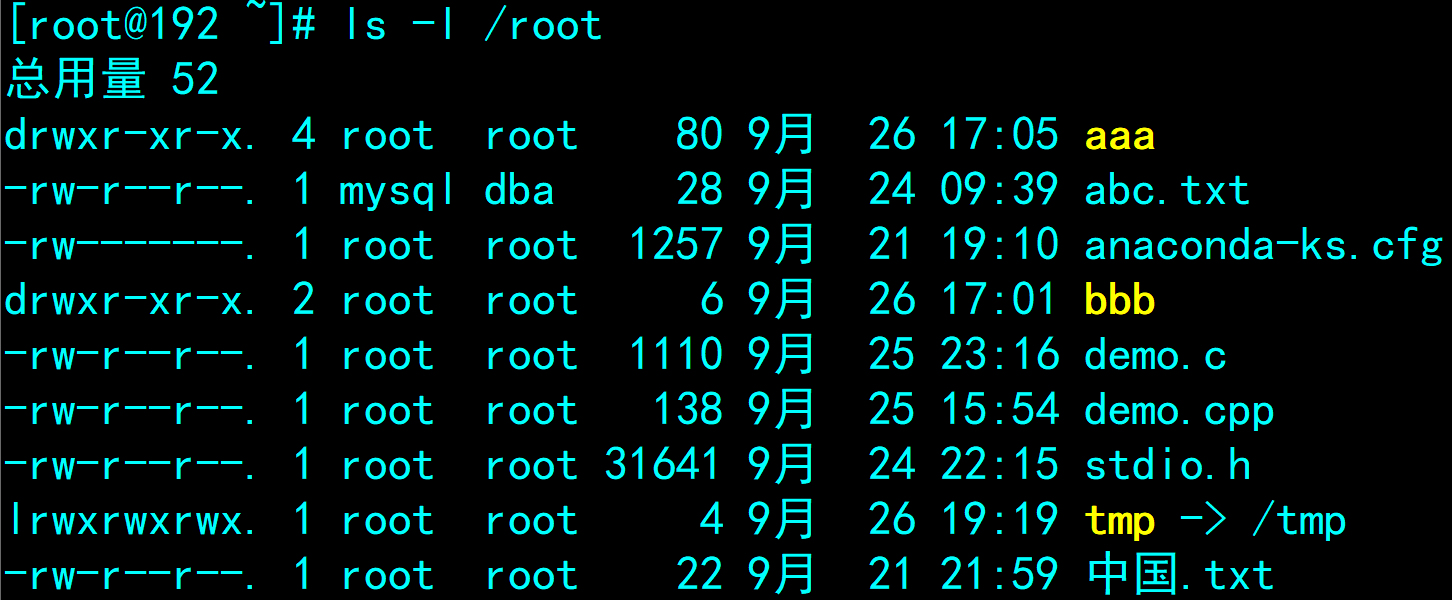 [root@192 ~]# ls -l /root
总用量 52
drwxr-xr-x. 4 root  root    80 9月  26 17:05 aaa
-rw-r--r--. 1 mysql dba     28 9月  24 09:39 abc.txt
-rw-------. 1 root  root  1257 9月  21 19:10 anaconda-ks.cfg
drwxr-xr-x. 2 root  root     6 9月  26 17:01 bbb
-rw-r--r--. 1 root  root  1110 9月  25 23:16 demo.c
-rw-r--r--. 1 root  root   138 9月  25 15:54 demo.cpp
-rw-r--r--. 1 root  root 31641 9月  24 22:15 stdio.h
lrwxrwxrwx. 1 root  root     4 9月  26 19:19 tmp -> /tmp
-rw-r--r--. 1 root  root    22 9月  21 21:59 中国.txt